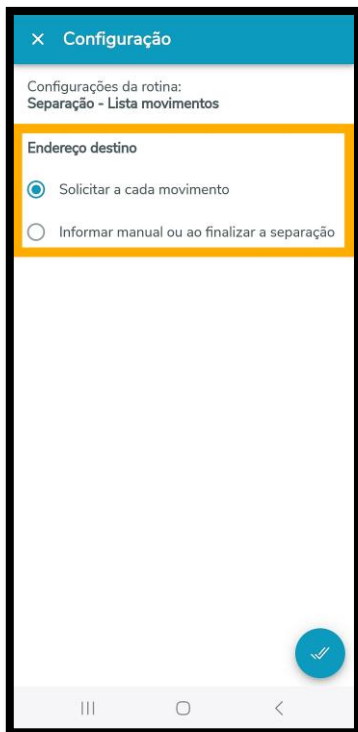 Configuração
Configurações da rotina:
Separação - Lista movimentos
Endereço destino
Solicitar a cada movimento
Informar manual ou ao finalizar a separação